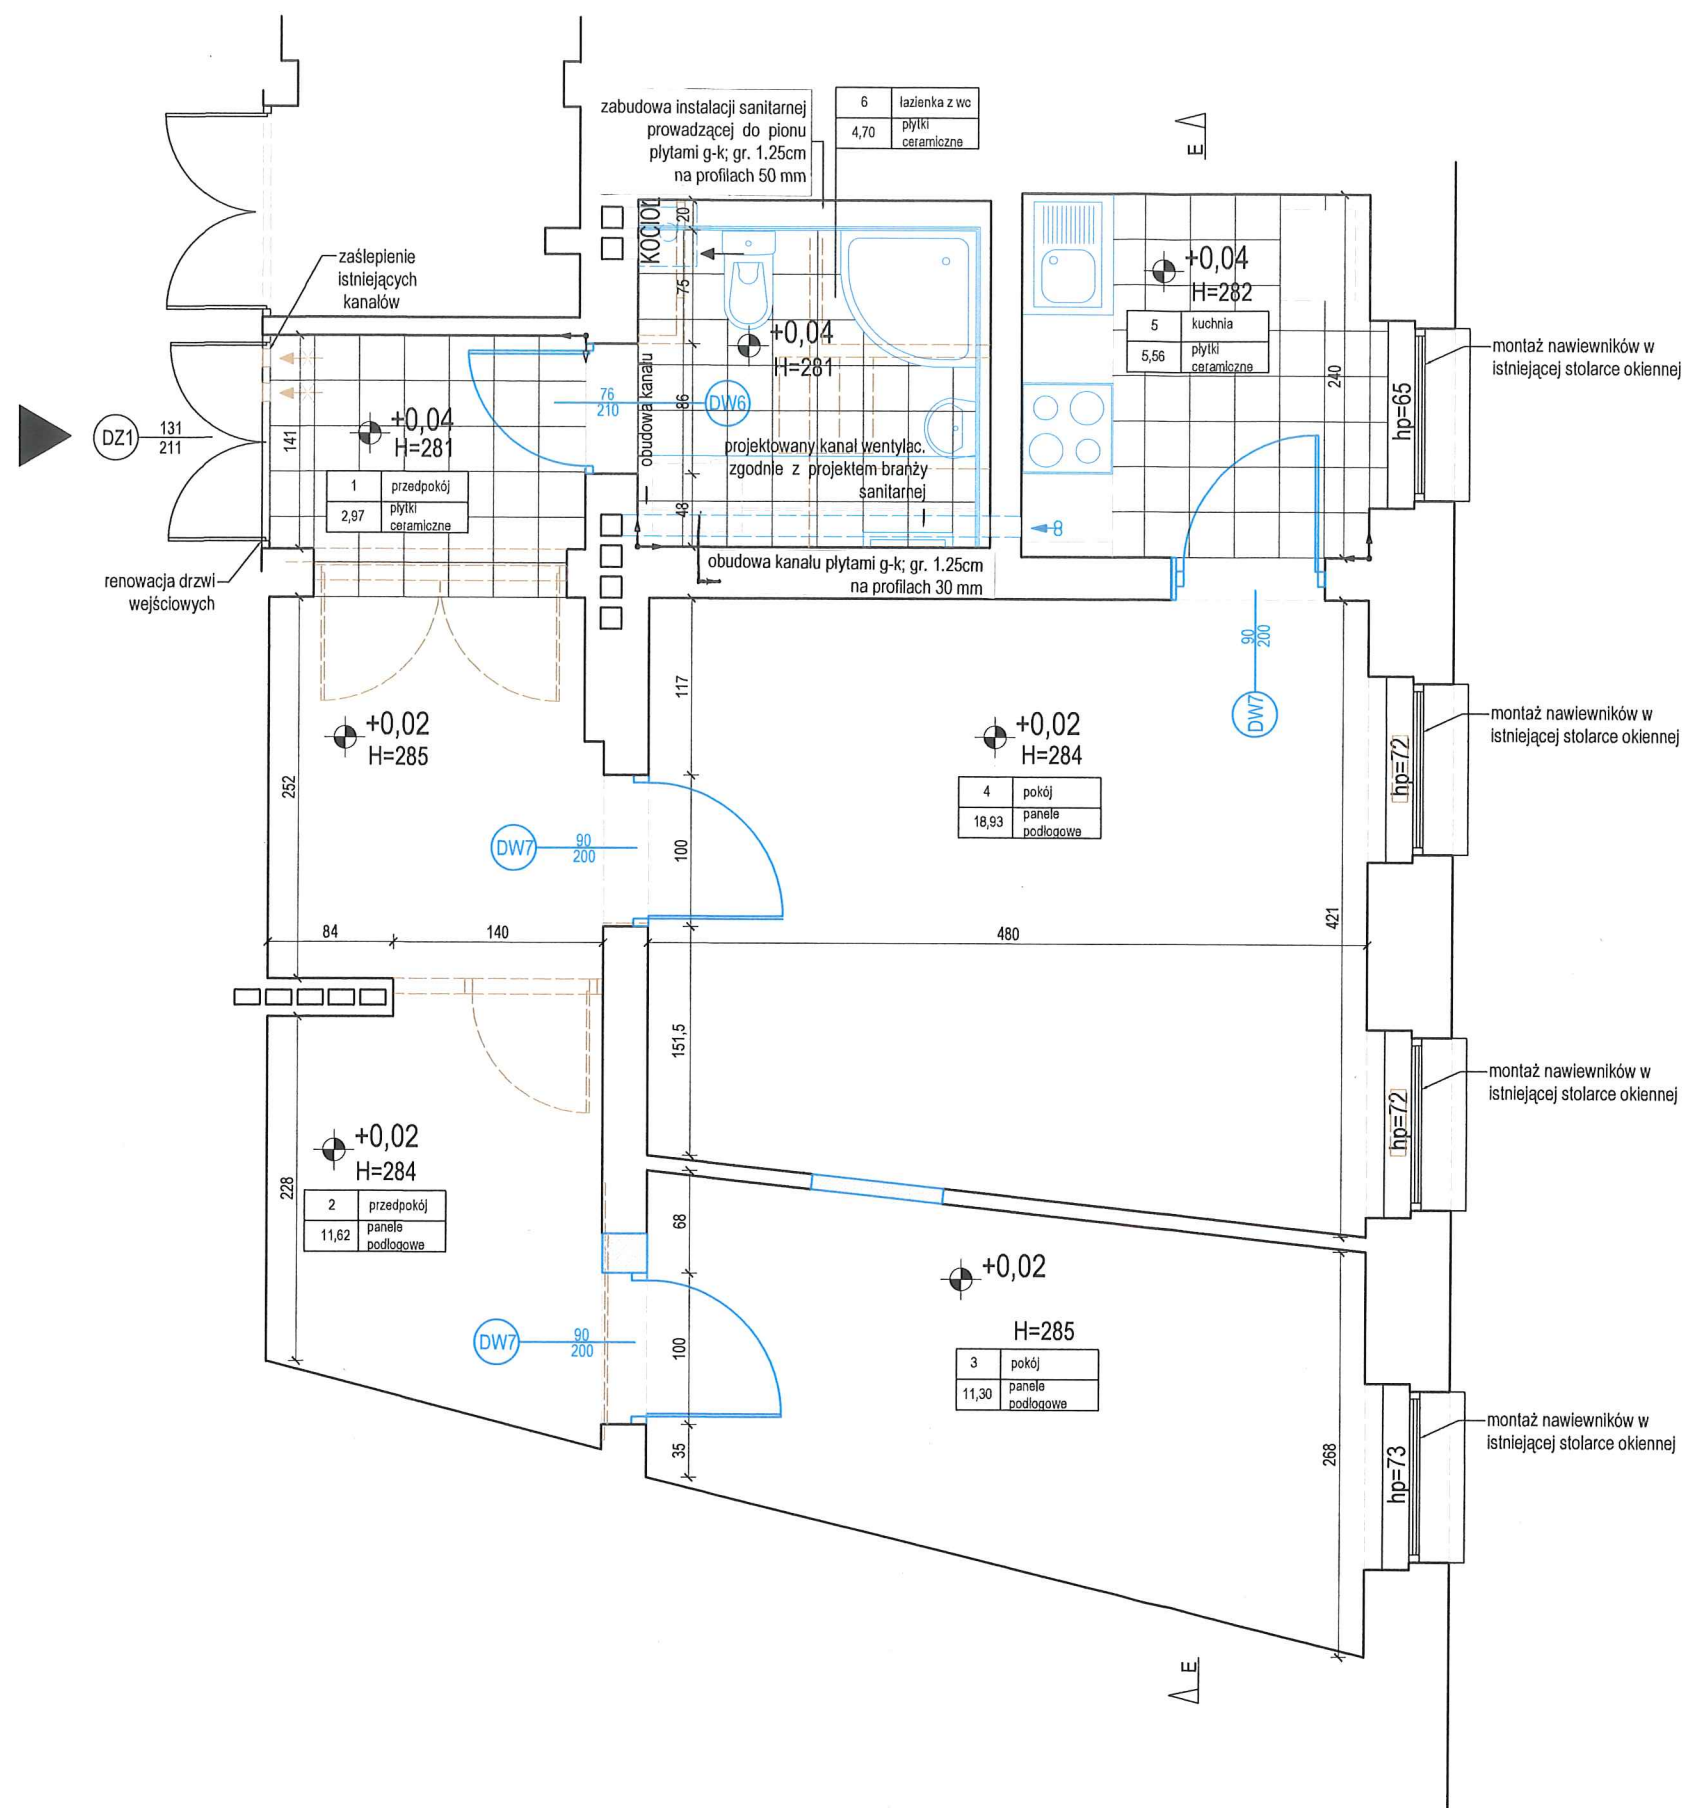 zabudowa instalacji sanitarnej
prowadzącej do pionu
płytami g-k; gr. 1.25cm
na profilach 50 mm
6 łazienka z wc
4,70 płytki
ceramiczne
E
zaślepienie
istniejących
kanałów
KOCIOŁ
20
75
86
48
+0,04
H=281
obudowa kanału
76
210
DW6
projektowany kanał wentylac.
zgodnie z projektem branży
sanitarnej
+0,04
H=282
5 kuchnia
5,56 płytki
ceramiczne
240
hp=65
montaż nawiewników w
istniejącej stolarce okiennej
DZ1
131
211
141
+0,04
H=281
1 przedpokój
2,97 płytki
ceramiczne
8
obudowa kanału płytami g-k; gr. 1.25cm
na profilach 30 mm
renowacja drzwi
wejściowych
90
200
DW7
117
+0,02
H=285
252
+0,02
H=284
4 pokój
18,93 panele
podłogowe
hp=72
montaż nawiewników w
istniejącej stolarce okiennej
DW7
90
200
100
84
140
480
421
151,5
hp=72
montaż nawiewników w
istniejącej stolarce okiennej
+0,02
H=284
228
2 przedpokój
11,62 panele
podłogowe
68
+0,02
H=285
3 pokój
11,30 panele
podłogowe
DW7
90
200
100
35
268
hp=73
montaż nawiewników w
istniejącej stolarce okiennej
E